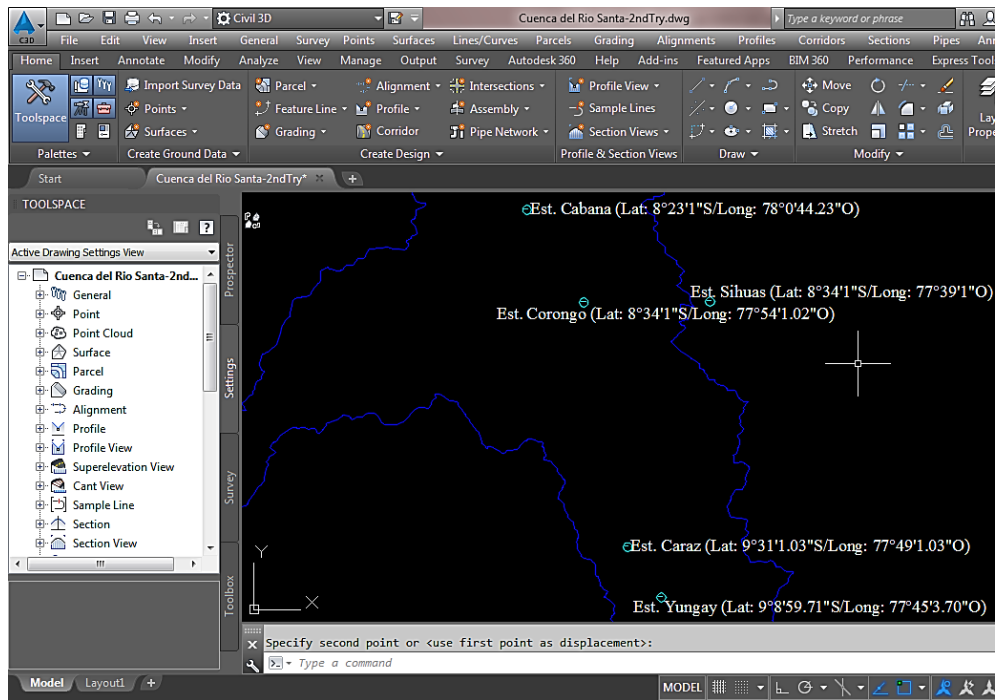 Civil 3D Cuenca del Rio Santa-2ndTry.dwg Type a keyword or phrase
C3D File Edit View Insert General Survey Points Surfaces Lines/Curves Parcels Grading Alignments Profiles Corridors Sections Pipes
Home Insert Annotate Modify Analyze View Manage Output Survey Autodesk 360 Help Add-ins Featured Apps BIM 360 Performance Express Tool
Toolspace
Import Survey Data Parcel Alignment Intersections Profile View Move
Points Feature Line Profile Assembly Sample Lines Copy
Surfaces Grading Corridor Pipe Network Section Views Stretch
Lay
Prope
Palettes Create Ground Data Create Design Profile & Section Views Draw Modify
Start Cuenca del Rio Santa-2ndTry*
TOOLSPACE
Active Drawing Settings View
Cuenca del Rio Santa-2nd...
General
Point
Point Cloud
Surface
Parcel
Grading
Alignment
Profile
Profile View
Superelevation View
Cant View
Sample Line
Section
Section View
Prospector
Settings
Survey
Toolbox
Est. Cabana (Lat: 8°23'1"S/Long: 78°0'44.23"O)
Est. Sihuas (Lat: 8°34'1"S/Long: 77°39'1"O)
Est. Corongo (Lat: 8°34'1"S/Long: 77°54'1.02"O)
Est. Caraz (Lat: 9°31'1.03"S/Long: 77°49'1.03"O)
Est. Yungay (Lat: 9°8'59.71"S/Long: 77°45'3.70"O)
Y
X
Specify second point or <use first point as displacement>:
Type a command
Model Layout1 + MODEL